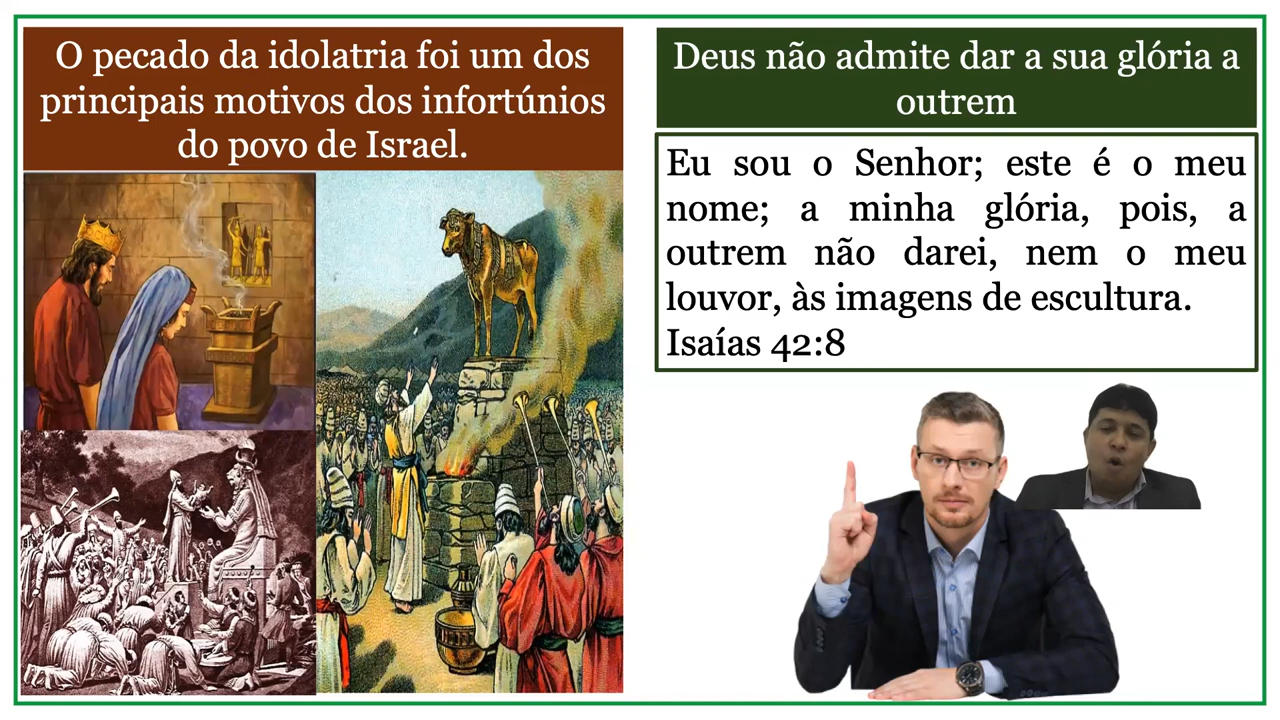 O pecado da idolatria foi um dos
principais motivos dos infortúnios
do povo de Israel.
Deus não admite dar a sua glória a
outrem
Eu sou o Senhor; este é o meu
nome; a minha glória, pois, a
outrem não darei, nem o meu
louvor, às imagens de escultura.
Isaías 42:8